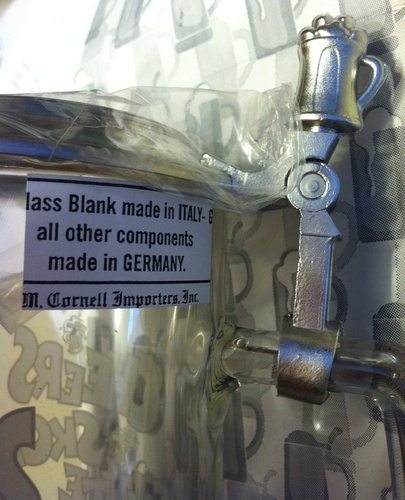 lass Blank made in ITALY- G
all other components
made in GERMANY.
M. Cornell Importers, Inc.